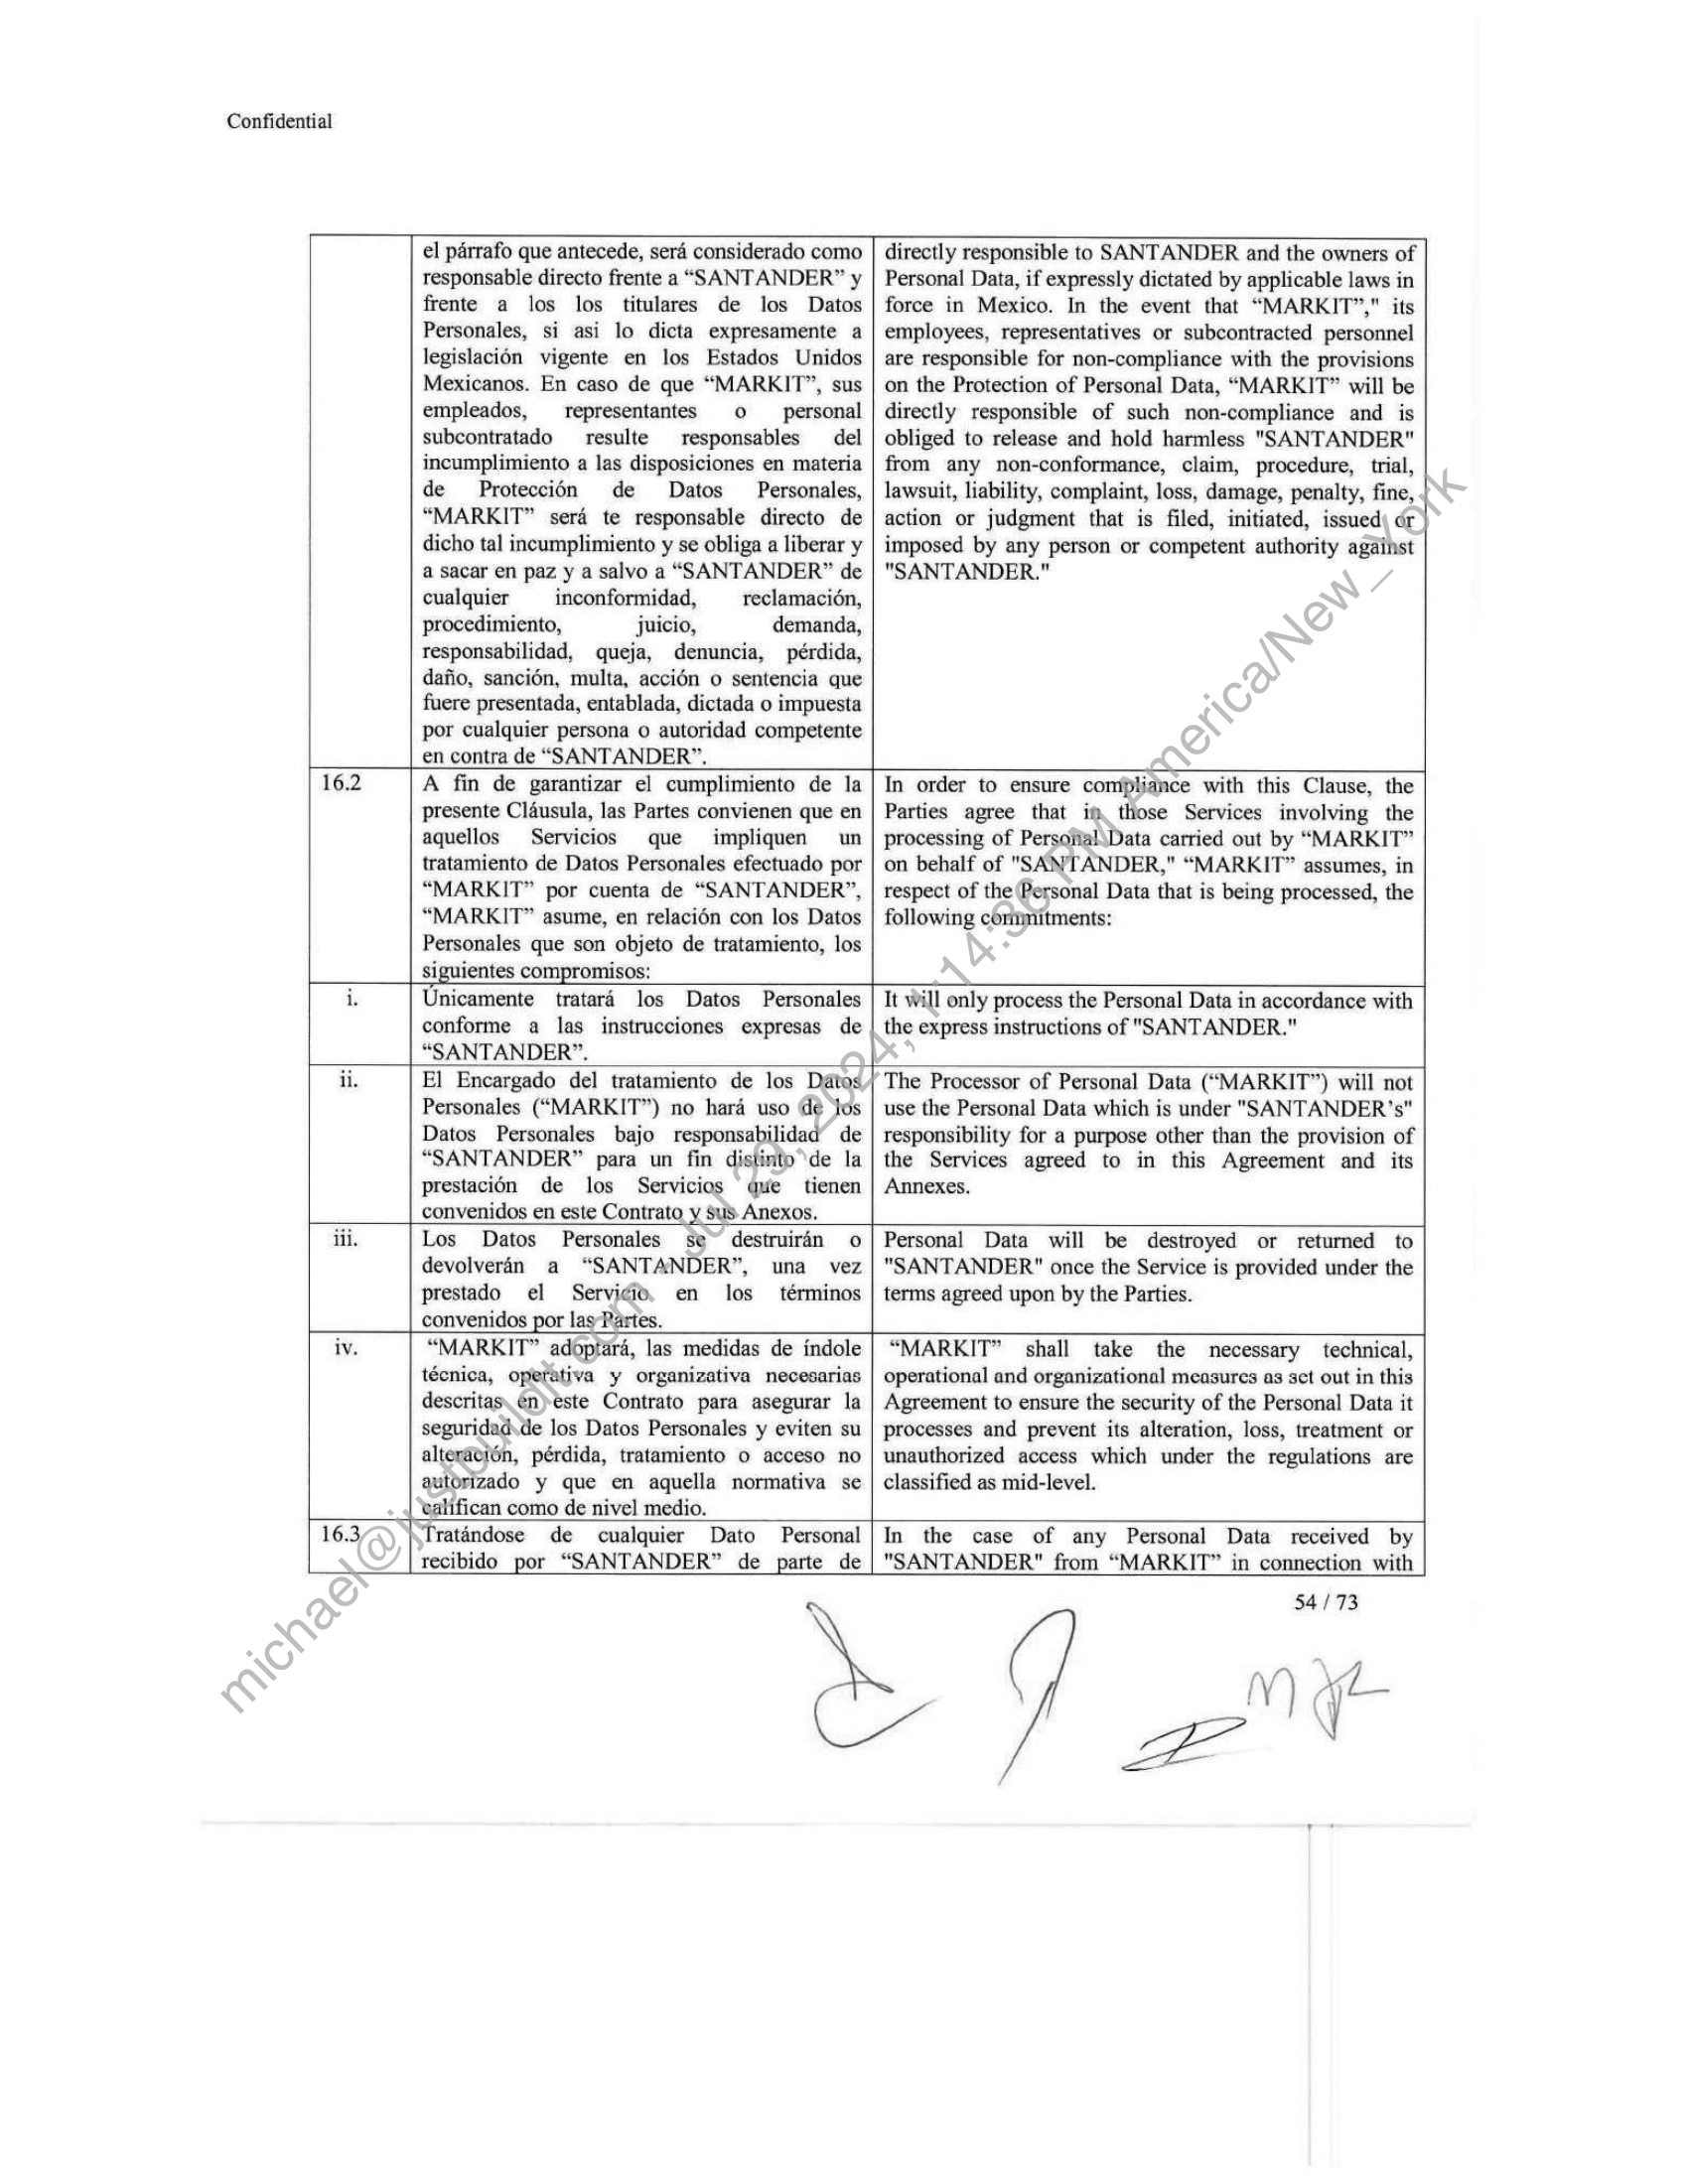 Confidential
el párrafo que antecede, será considerado como
responsable directo frente a “SANTANDER” y
frente a los los titulares de los Datos
Personales, si asi lo dicta expresamente a
legislación vigente en los Estados Unidos
Mexicanos. En caso de que “MARKIT”, sus
empleados, representantes o personal
subcontratado resulte responsables del
incumplimiento a las disposiciones en materia
de Protección de Datos Personales,
“MARKIT” será te responsable directo de
dicho tal incumplimiento y se obliga a liberar y
a sacar en paz y a salvo a “SANTANDER” de
cualquier inconformidad, reclamación,
procedimiento, juicio, demanda,
responsabilidad, queja, denuncia, pérdida,
daño, sanción, multa, acción o sentencia que
fuere presentada, entablada, dictada o impuesta
por cualquier persona o autoridad competente
en contra de “SANTANDER”.
directly responsible to SANTANDER and the owners of
Personal Data, if expressly dictated by applicable laws in
force in Mexico. In the event that “MARKIT”," its
employees, representatives or subcontracted personnel
are responsible for non-compliance with the provisions
on the Protection of Personal Data, “MARKIT” will be
directly responsible of such non-compliance and is
obliged to release and hold harmless "SANTANDER"
from any non-conformance, claim, procedure, trial,
lawsuit, liability, complaint, loss, damage, penalty, fine,
action or judgment that is filed, initiated, issued or
imposed by any person or competent authority against
"SANTANDER."
16.2
A fin de garantizar el cumplimiento de la
presente Cláusula, las Partes convienen que en
aquellos Servicios que impliquen un
tratamiento de Datos Personales efectuado por
“MARKIT” por cuenta de “SANTANDER”,
“MARKIT” asume, en relación con los Datos
Personales que son objeto de tratamiento, los
siguientes compromisos:
In order to ensure compliance with this Clause, the
Parties agree that in those Services involving the
processing of Personal Data carried out by “MARKIT”
on behalf of "SANTANDER," “MARKIT” assumes, in
respect of the Personal Data that is being processed, the
following commitments:
i.
Únicamente tratará los Datos Personales
conforme a las instrucciones expresas de
“SANTANDER”.
It will only process the Personal Data in accordance with
the express instructions of "SANTANDER."
ii.
El Encargado del tratamiento de los Datos
Personales (“MARKIT”) no hará uso de los
Datos Personales bajo responsabilidad de
“SANTANDER” para un fin distinto de la
prestación de los Servicios que tienen
convenidos en este Contrato y sus Anexos.
The Processor of Personal Data (“MARKIT”) will not
use the Personal Data which is under "SANTANDER’s"
responsibility for a purpose other than the provision of
the Services agreed to in this Agreement and its
Annexes.
iii.
Los Datos Personales se destruirán o
devolverán a “SANTANDER”, una vez
prestado el Servicio en los términos
convenidos por las Partes.
Personal Data will be destroyed or returned to
"SANTANDER" once the Service is provided under the
terms agreed upon by the Parties.
iv.
“MARKIT” adoptará, las medidas de índole
técnica, operativa y organizativa necesarias
descritas en este Contrato para asegurar la
seguridad de los Datos Personales y eviten su
alteración, pérdida, tratamiento o acceso no
autorizado y que en aquella normativa se
califican como de nivel medio.
“MARKIT” shall take the necessary technical,
operational and organizational measures as set out in this
Agreement to ensure the security of the Personal Data it
processes and prevent its alteration, loss, treatment or
unauthorized access which under the regulations are
classified as mid-level.
16.3
Tratándose de cualquier Dato Personal
recibido por “SANTANDER” de parte de
In the case of any Personal Data received by
"SANTANDER" from “MARKIT” in connection with
54 / 73
michael@justbuildit.com - Jul 29, 2024, 1:14:36 PM America/New_York